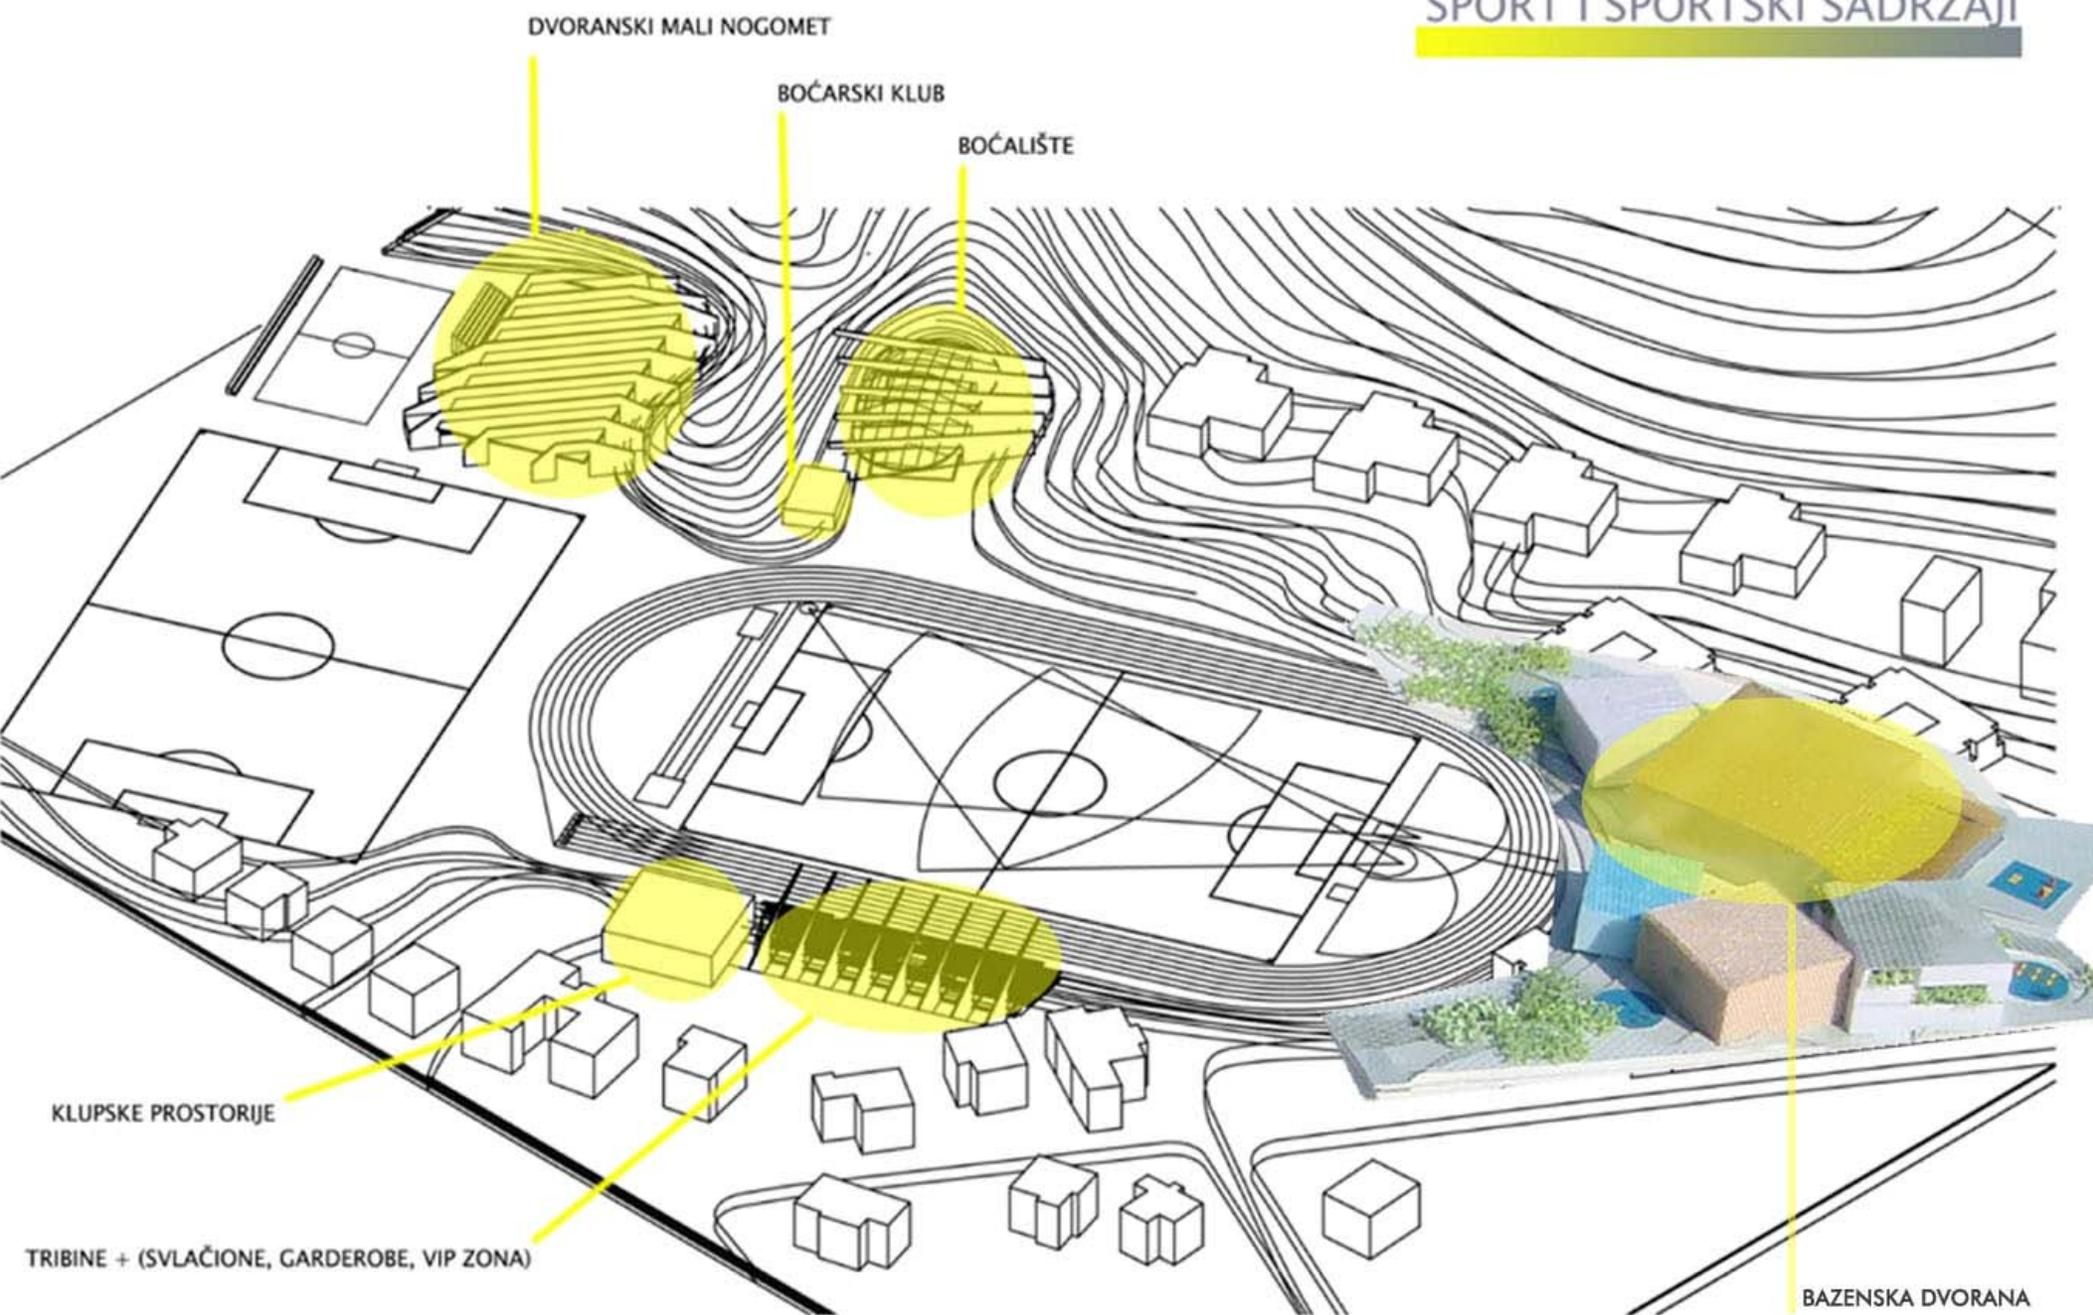 SPORT I SPORTSKI SADRŽAJI
DVORANSKI MALI NOGOMET
BOĆARSKI KLUB
BOĆALIŠTE
KLUPSKE PROSTORIJE
TRIBINE + (SVLAČIONE, GARDEROBE, VIP ZONA)
BAZENSKA DVORANA